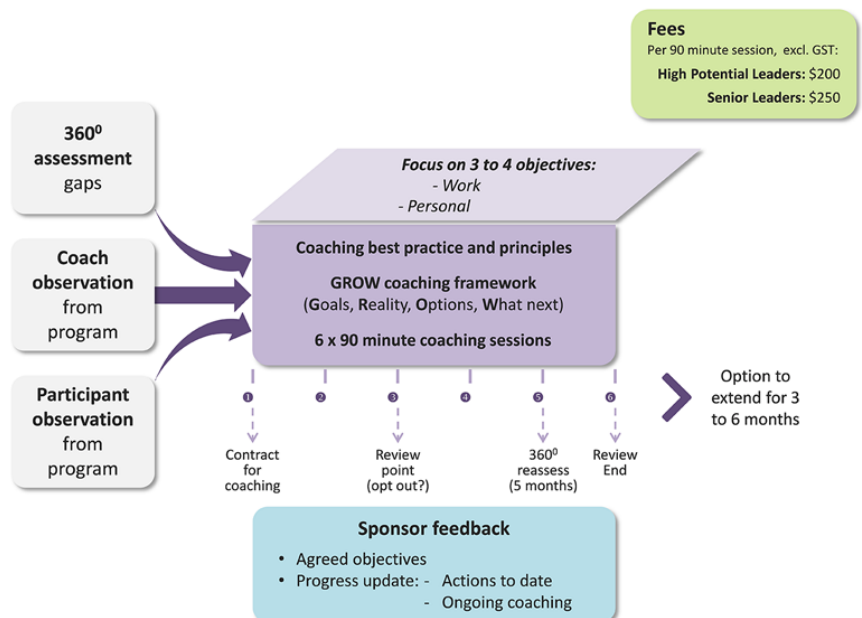 Fees
Per 90 minute session, excl. GST:
High Potential Leaders: $200
Senior Leaders: $250
360⁰
assessment
gaps
Coach
observation
from
program
Participant
observation
from
program
Focus on 3 to 4 objectives:
- Work
- Personal
Coaching best practice and principles
GROW coaching framework
(Goals, Reality, Options, What next)
6 x 90 minute coaching sessions
1 2 3 4 5 6
Contract
for
coaching
Review
point
(opt out?)
360⁰
reassess
(5 months)
Review
End
Option to
extend for 3
to 6 months
Sponsor feedback
• Agreed objectives
• Progress update: - Actions to date
- Ongoing coaching